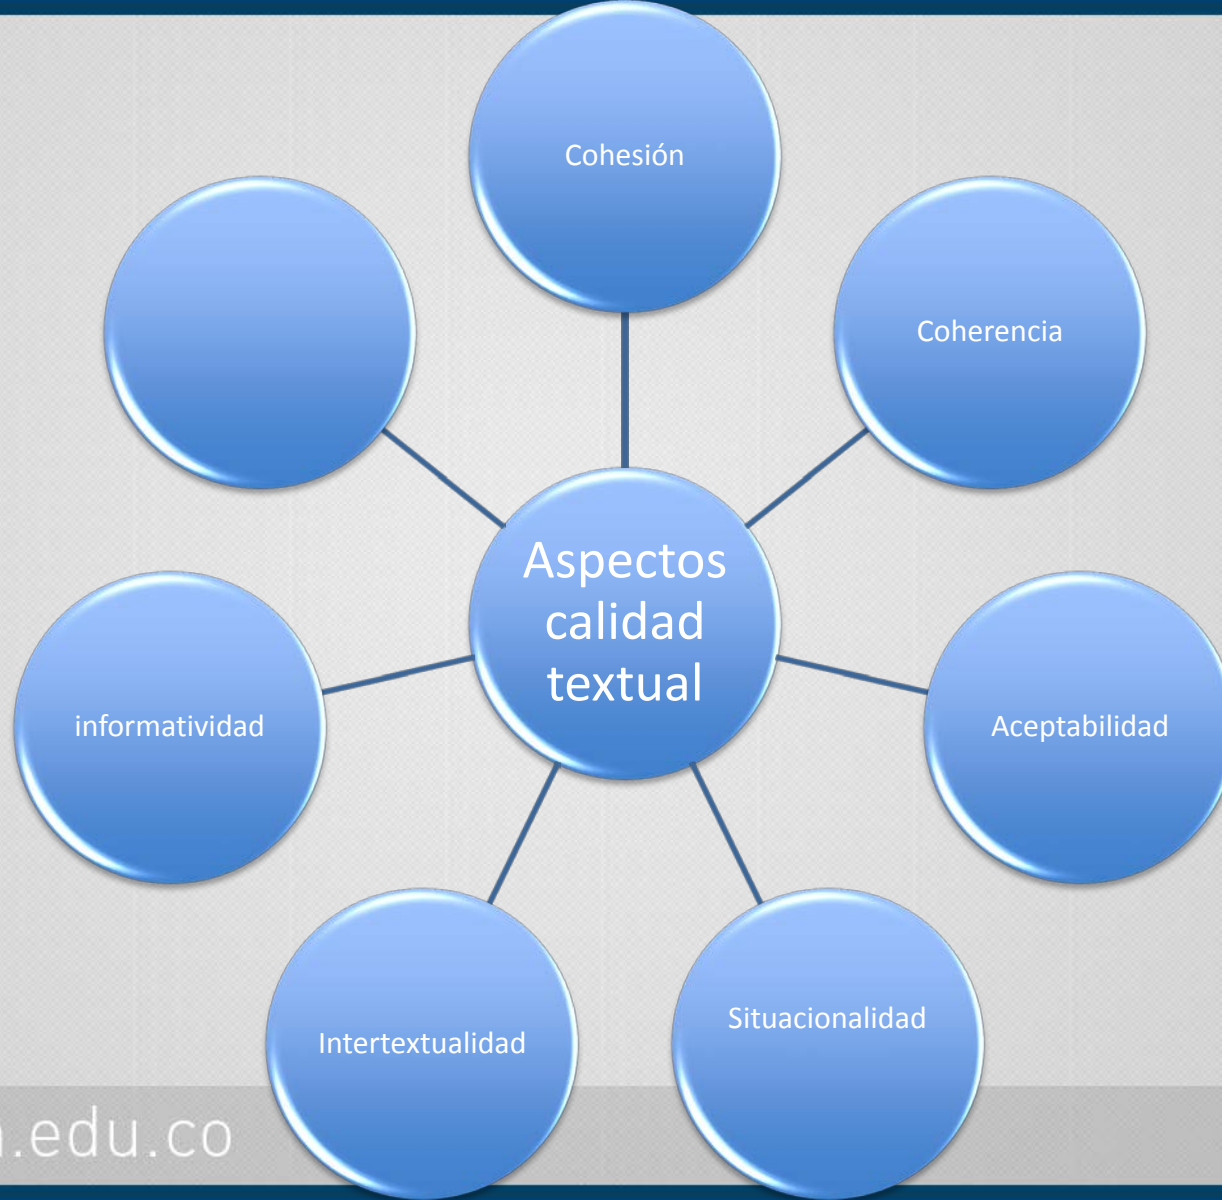 Cohesión
Coherencia
Aspectos
calidad
textual
informatividad
Aceptabilidad
Situacionalidad
Intertextualidad
.edu.co